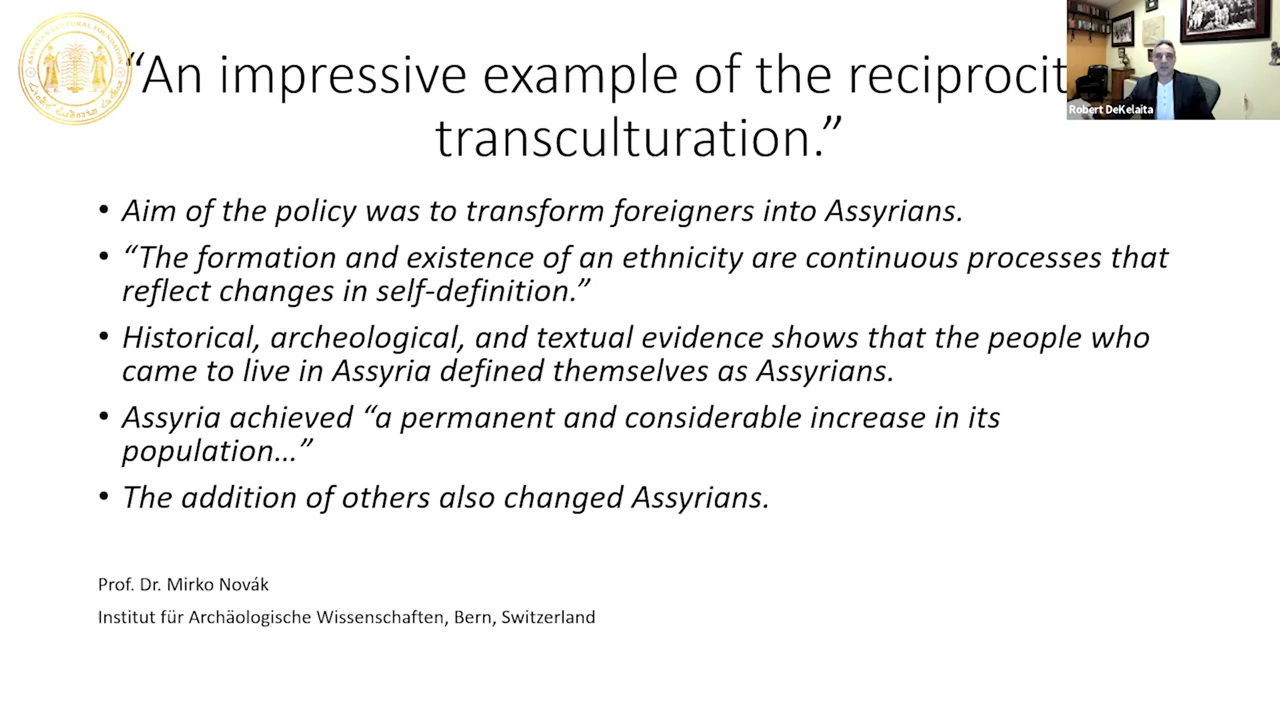 “An impressive example of the reciprocit
transculturation.”
Robert DeKelaita
• Aim of the policy was to transform foreigners into Assyrians.
• “The formation and existence of an ethnicity are continuous processes that
reflect changes in self-definition.”
• Historical, archeological, and textual evidence shows that the people who
came to live in Assyria defined themselves as Assyrians.
• Assyria achieved “a permanent and considerable increase in its
population…”
• The addition of others also changed Assyrians.
Prof. Dr. Mirko Novák
Institut für Archäologische Wissenschaften, Bern, Switzerland
ASSYRIAN CULTURAL FOUNDATION